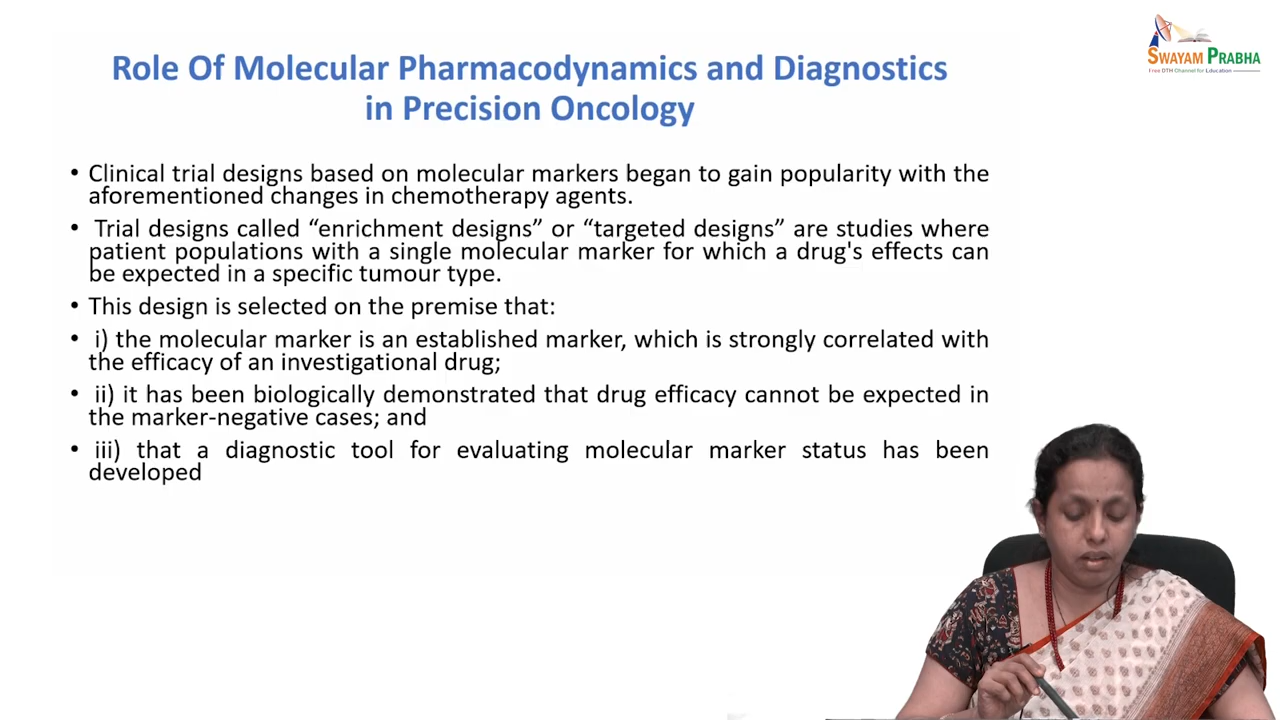 SWAYAM PRABHA
Free DTH Channel for Education
Role Of Molecular Pharmacodynamics and Diagnostics
in Precision Oncology
• Clinical trial designs based on molecular markers began to gain popularity with the
aforementioned changes in chemotherapy agents.
• Trial designs called “enrichment designs” or “targeted designs” are studies where
patient populations with a single molecular marker for which a drug's effects can
be expected in a specific tumour type.
• This design is selected on the premise that:
• i) the molecular marker is an established marker, which is strongly correlated with
the efficacy of an investigational drug;
• ii) it has been biologically demonstrated that drug efficacy cannot be expected in
the marker-negative cases; and
• iii) that a diagnostic tool for evaluating molecular marker status has been
developed